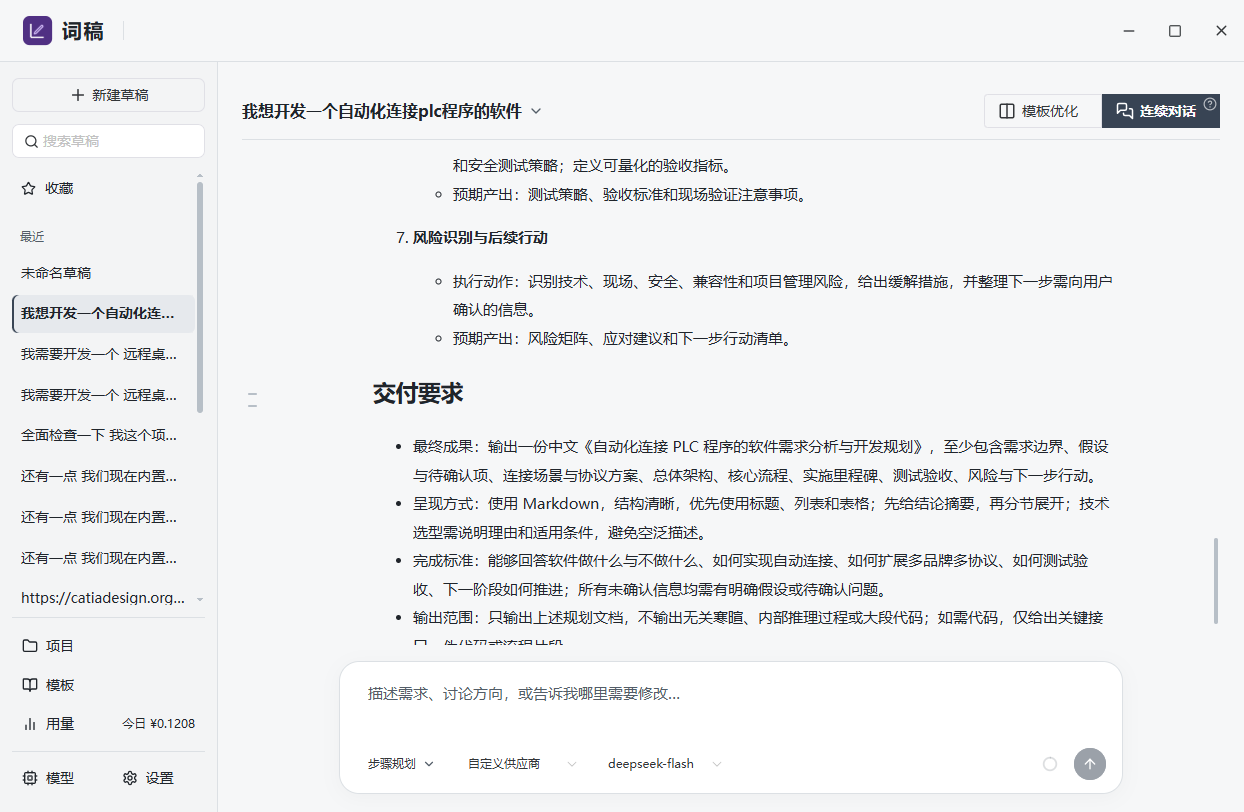 词稿
新建草稿
搜索草稿
收藏
最近
未命名草稿
我想开发一个自动化连...
我需要开发一个 远程桌...
我需要开发一个 远程桌...
全面检查一下 我这个项...
还有一点 我们现在内置...
还有一点 我们现在内置...
还有一点 我们现在内置...
https://catiadesign.org...
项目
模板
用量 今日 ¥0.1208
模型 设置
我想开发一个自动化连接plc程序的软件
模板优化 连续对话
和安全测试策略；定义可量化的验收指标。
预期产出：测试策略、验收标准和现场验证注意事项。
7. 风险识别与后续行动
执行动作：识别技术、现场、安全、兼容性和项目管理风险，给出缓解措施，并整理下一步需向用户
确认的信息。
预期产出：风险矩阵、应对建议和下一步行动清单。
交付要求
最终成果：输出一份中文《自动化连接 PLC 程序的软件需求分析与开发规划》，至少包含需求边界、假设
与待确认项、连接场景与协议方案、总体架构、核心流程、实施里程碑、测试验收、风险与下一步行动。
呈现方式：使用 Markdown，结构清晰，优先使用标题、列表和表格；先给结论摘要，再分节展开；技术
选型需说明理由和适用条件，避免空泛描述。
完成标准：能够回答软件做什么与不做什么、如何实现自动连接、如何扩展多品牌多协议、如何测试验
收、下一阶段如何推进；所有未确认信息均需有明确假设或待确认问题。
输出范围：只输出上述规划文档，不输出无关寒暄、内部推理过程或大段代码；如需代码，仅给出关键接
描述需求、讨论方向，或告诉我哪里需要修改...
步骤规划 自定义供应商 deepseek-flash